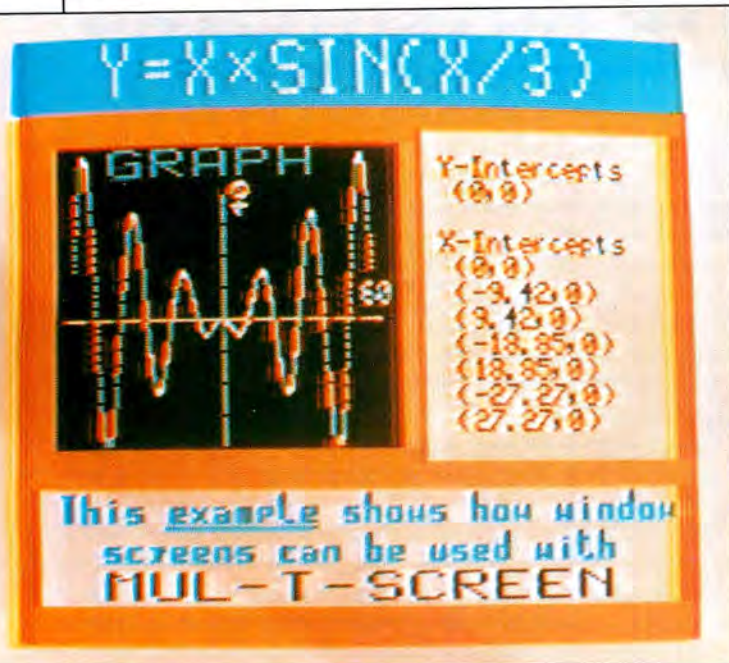 Y=X×SIN(X/3)
GRAPH
60
Y-Intercepts
(0,0)
X-Intercepts
(0,0)
(-9.42,0)
(9.42,0)
(-18.85,0)
(18.85,0)
(-27.27,0)
(27.27,0)
This example shows how window
screens can be used with
MUL-T-SCREEN